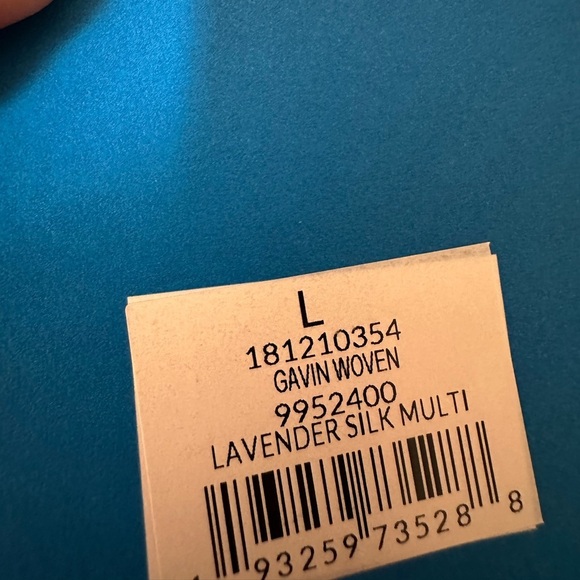 L
181210354
GAVIN WOVEN
9952400
LAVENDER SILK MULTI
93259 73528 8